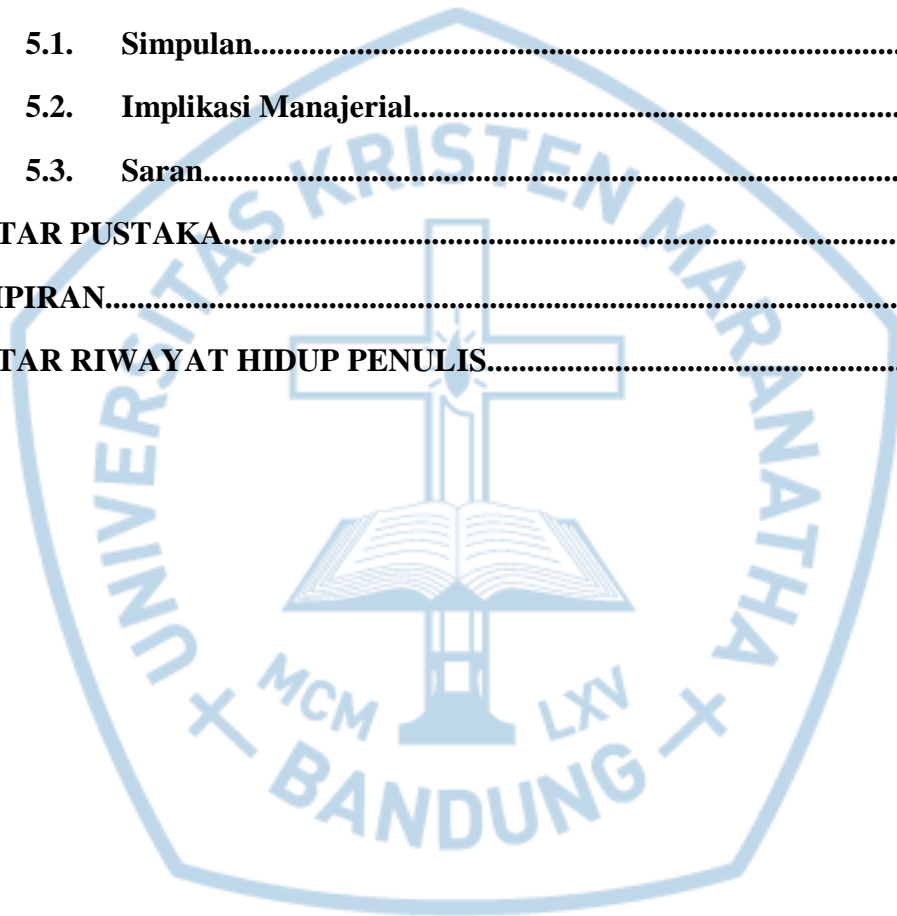 5.1. Simpulan
5.2. Implikasi Manajerial
5.3. Saran
TAR PUSTAKA
PIRAN
TAR RIWAYAT HIDUP PENULIS
UNIVERSITAS KRISTEN MARANATHA
MCM LXV
BANDUNG